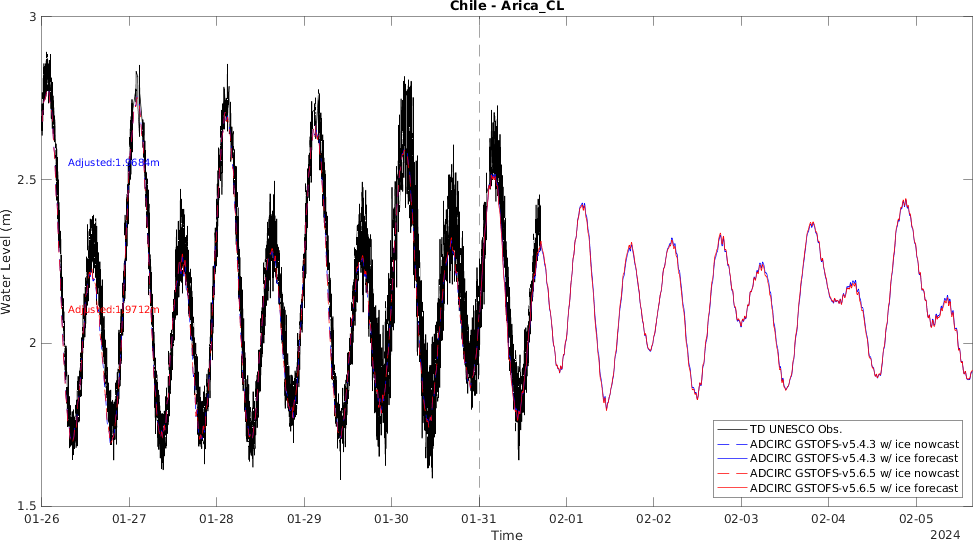 Chile - Arica_CL
3
2.5
2
1.5
Water Level (m)
Adjusted:1.9684m
Adjusted:1.9712m
TD UNESCO Obs.
ADCIRC GSTOFS-v5.4.3 w/ ice nowcast
ADCIRC GSTOFS-v5.4.3 w/ ice forecast
ADCIRC GSTOFS-v5.6.5 w/ ice nowcast
ADCIRC GSTOFS-v5.6.5 w/ ice forecast
01-26 01-27 01-28 01-29 01-30 01-31 02-01 02-02 02-03 02-04 02-05
Time
2024